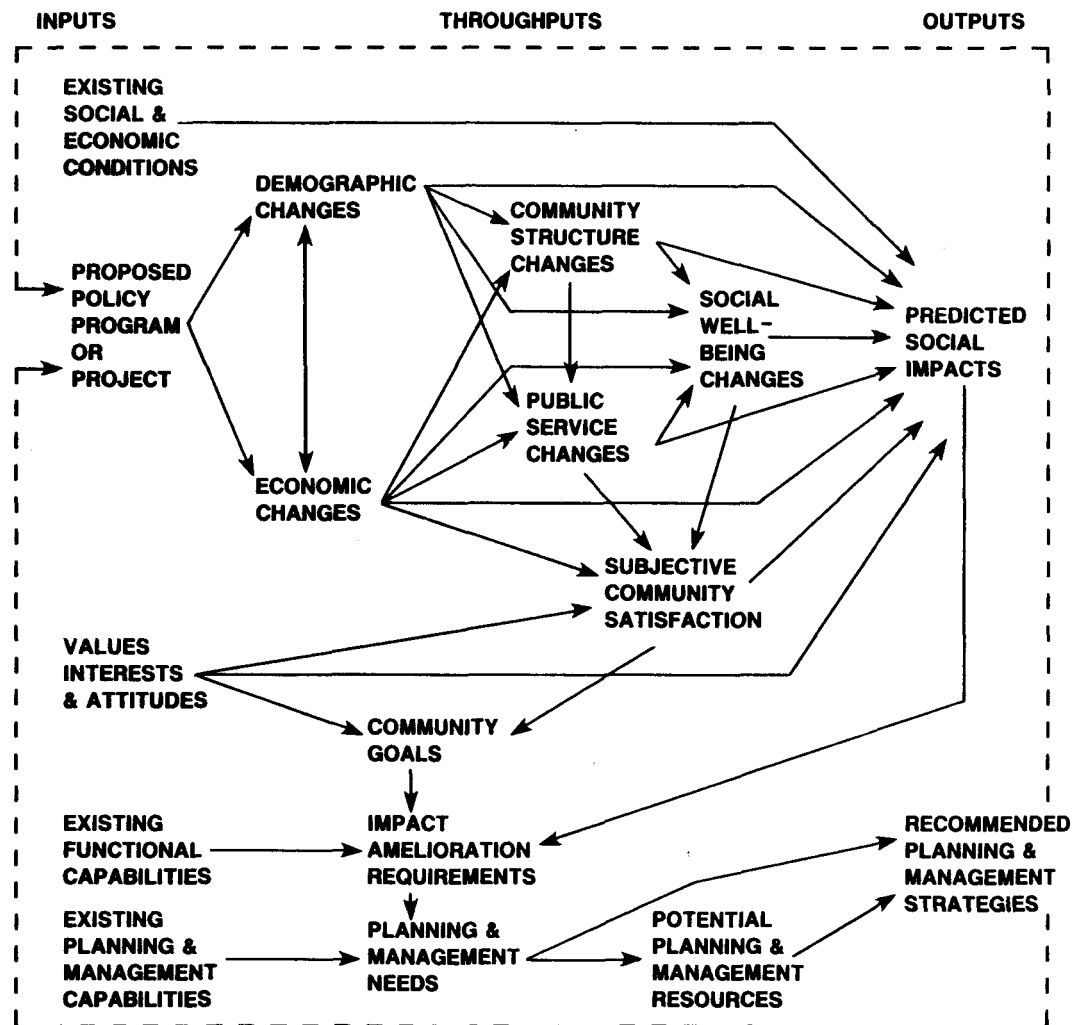 INPUTS
THROUGHPUTS
OUTPUTS
EXISTING
SOCIAL &
ECONOMIC
CONDITIONS
DEMOGRAPHIC
CHANGES
COMMUNITY
STRUCTURE
CHANGES
PROPOSED
POLICY
PROGRAM
OR
PROJECT
SOCIAL
WELL-
BEING
CHANGES
PREDICTED
SOCIAL
IMPACTS
PUBLIC
SERVICE
CHANGES
ECONOMIC
CHANGES
SUBJECTIVE
COMMUNITY
SATISFACTION
VALUES
INTERESTS
& ATTITUDES
COMMUNITY
GOALS
EXISTING
FUNCTIONAL
CAPABILITIES
IMPACT
AMELIORATION
REQUIREMENTS
RECOMMENDED
PLANNING &
MANAGEMENT
STRATEGIES
EXISTING
PLANNING &
MANAGEMENT
CAPABILITIES
PLANNING &
MANAGEMENT
NEEDS
POTENTIAL
PLANNING &
MANAGEMENT
RESOURCES